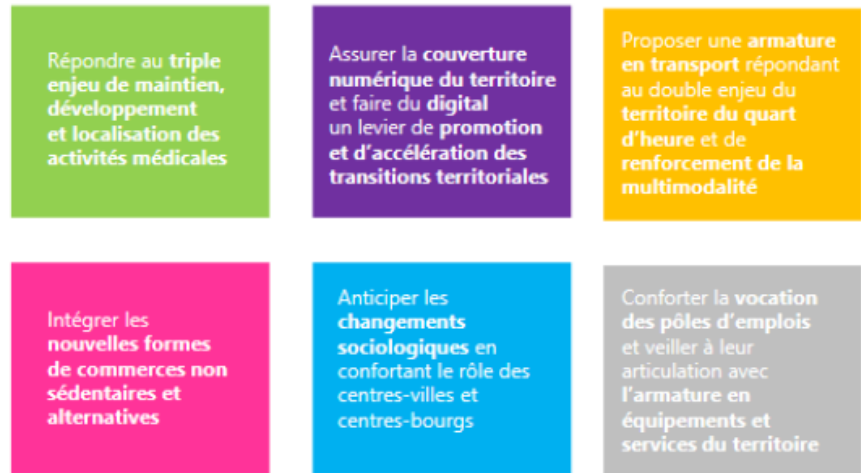 Répondre au triple
enjeu de maintien,
développement
et localisation des
activités médicales
Assurer la couverture
numérique du territoire
et faire du digital
un levier de promotion
et d'accélération des
transitions territoriales
Proposer une armature
en transport répondant
au double enjeu du
territoire du quart
d'heure et de
renforcement de la
multimodalité
Intégrer les
nouvelles formes
de commerces non
sédentaires et
alternatives
Anticiper les
changements
sociologiques en
confortant le rôle des
centres-villes et
centres-bourgs
Conforter la vocation
des pôles d'emplois
et veiller à leur
articulation avec
l'armature en
équipements et
services du territoire